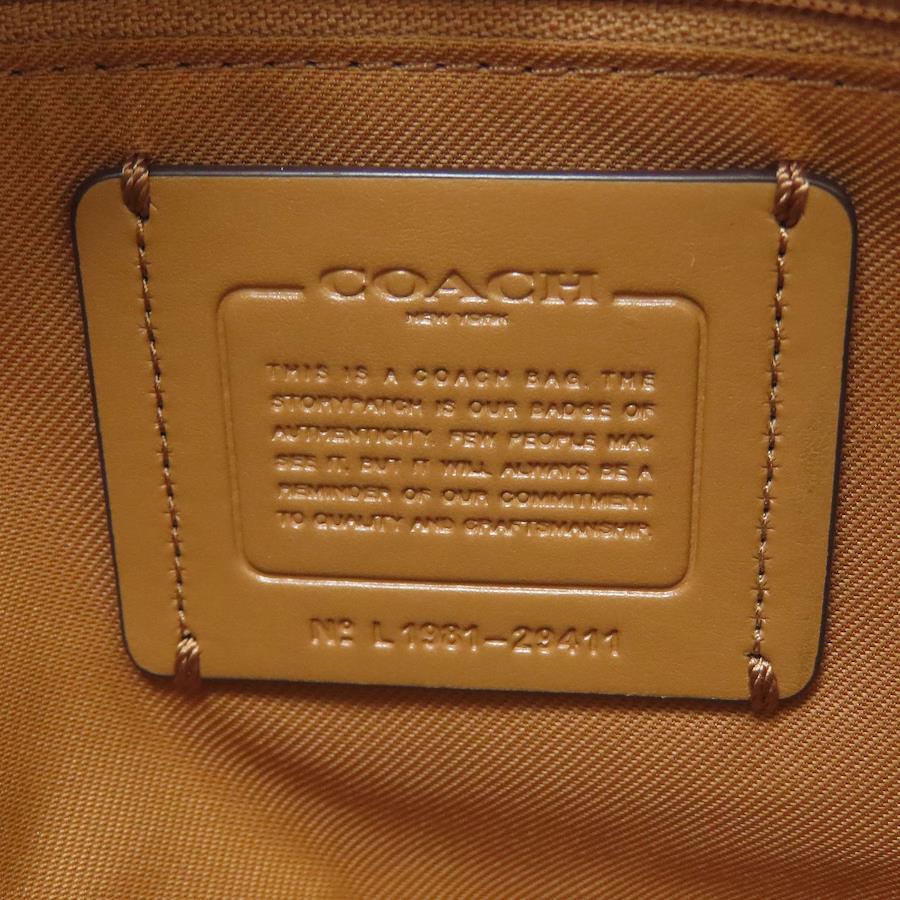 COACH
NEW YORK
THIS IS A COACH BAG. THE
STORYPATCH IS OUR BADGE OF
AUTHENTICITY. FEW PEOPLE MAY
SEE IT. BUT IT WILL ALWAYS BE A
REMINDER OF OUR COMMITMENT
TO QUALITY AND CRAFTSMANSHIP.
Nº L1981-29411